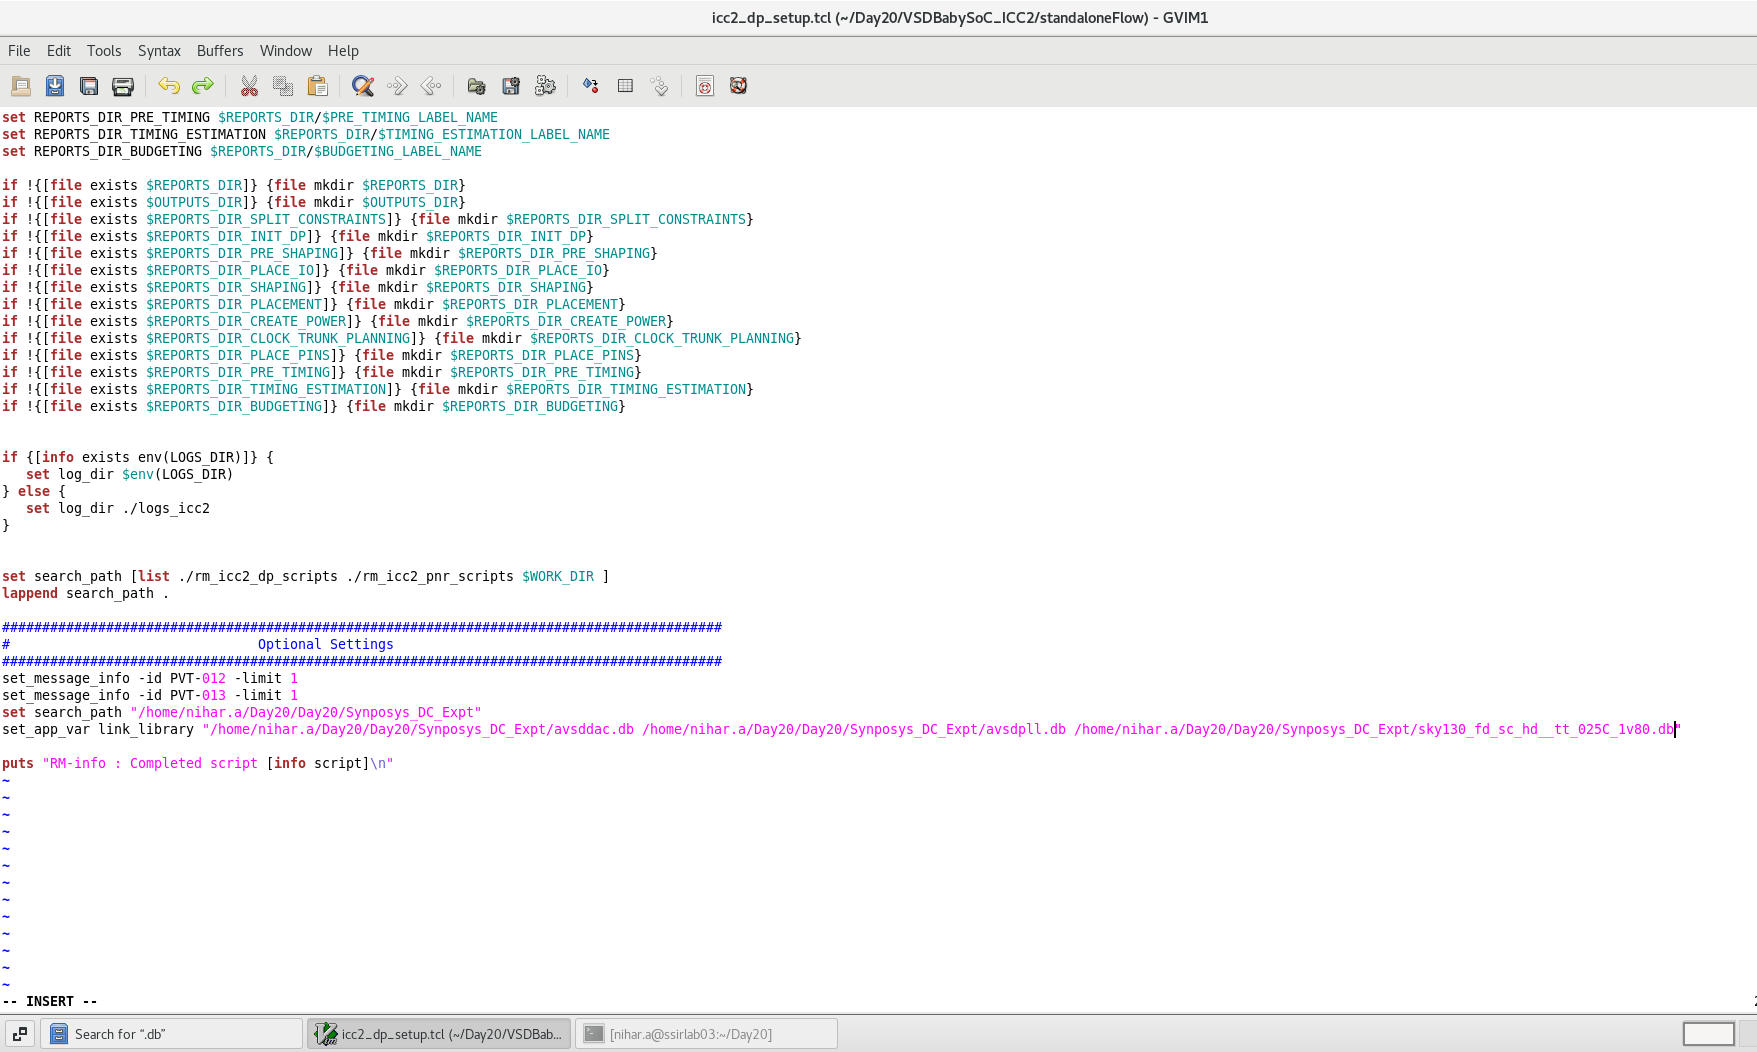 icc2_dp_setup.tcl (~/Day20/VSDBabySoC_ICC2/standaloneFlow) - GVIM1
File Edit Tools Syntax Buffers Window Help
set REPORTS_DIR_PRE_TIMING $REPORTS_DIR/$PRE_TIMING_LABEL_NAME
set REPORTS_DIR_TIMING_ESTIMATION $REPORTS_DIR/$TIMING_ESTIMATION_LABEL_NAME
set REPORTS_DIR_BUDGETING $REPORTS_DIR/$BUDGETING_LABEL_NAME
if !{[file exists $REPORTS_DIR]} {file mkdir $REPORTS_DIR}
if !{[file exists $OUTPUTS_DIR]} {file mkdir $OUTPUTS_DIR}
if !{[file exists $REPORTS_DIR_SPLIT_CONSTRAINTS]} {file mkdir $REPORTS_DIR_SPLIT_CONSTRAINTS}
if !{[file exists $REPORTS_DIR_INIT_DP]} {file mkdir $REPORTS_DIR_INIT_DP}
if !{[file exists $REPORTS_DIR_PRE_SHAPING]} {file mkdir $REPORTS_DIR_PRE_SHAPING}
if !{[file exists $REPORTS_DIR_PLACE_IO]} {file mkdir $REPORTS_DIR_PLACE_IO}
if !{[file exists $REPORTS_DIR_SHAPING]} {file mkdir $REPORTS_DIR_SHAPING}
if !{[file exists $REPORTS_DIR_PLACEMENT]} {file mkdir $REPORTS_DIR_PLACEMENT}
if !{[file exists $REPORTS_DIR_CREATE_POWER]} {file mkdir $REPORTS_DIR_CREATE_POWER}
if !{[file exists $REPORTS_DIR_CLOCK_TRUNK_PLANNING]} {file mkdir $REPORTS_DIR_CLOCK_TRUNK_PLANNING}
if !{[file exists $REPORTS_DIR_PLACE_PINS]} {file mkdir $REPORTS_DIR_PLACE_PINS}
if !{[file exists $REPORTS_DIR_PRE_TIMING]} {file mkdir $REPORTS_DIR_PRE_TIMING}
if !{[file exists $REPORTS_DIR_TIMING_ESTIMATION]} {file mkdir $REPORTS_DIR_TIMING_ESTIMATION}
if !{[file exists $REPORTS_DIR_BUDGETING]} {file mkdir $REPORTS_DIR_BUDGETING}
if {[info exists env(LOGS_DIR)]} {
set log_dir $env(LOGS_DIR)
} else {
set log_dir ./logs_icc2
}
set search_path [list ./rm_icc2_dp_scripts ./rm_icc2_pnr_scripts $WORK_DIR ]
lappend search_path .
##########################################################################################
# Optional Settings
##########################################################################################
set_message_info -id PVT-012 -limit 1
set_message_info -id PVT-013 -limit 1
set search_path "/home/nihar.a/Day20/Day20/Synposys_DC_Expt"
set_app_var link_library "/home/nihar.a/Day20/Day20/Synposys_DC_Expt/avsddac.db /home/nihar.a/Day20/Day20/Synposys_DC_Expt/avsdpll.db /home/nihar.a/Day20/Day20/Synposys_DC_Expt/sky130_fd_sc_hd__tt_025C_1v80.db"
puts "RM-info : Completed script [info script]\n"
~
~
~
~
~
~
~
~
~
~
~
~
~
-- INSERT --
Search for “.db” icc2_dp_setup.tcl (~/Day20/VSDBab... [nihar.a@ssirlab03:~/Day20]